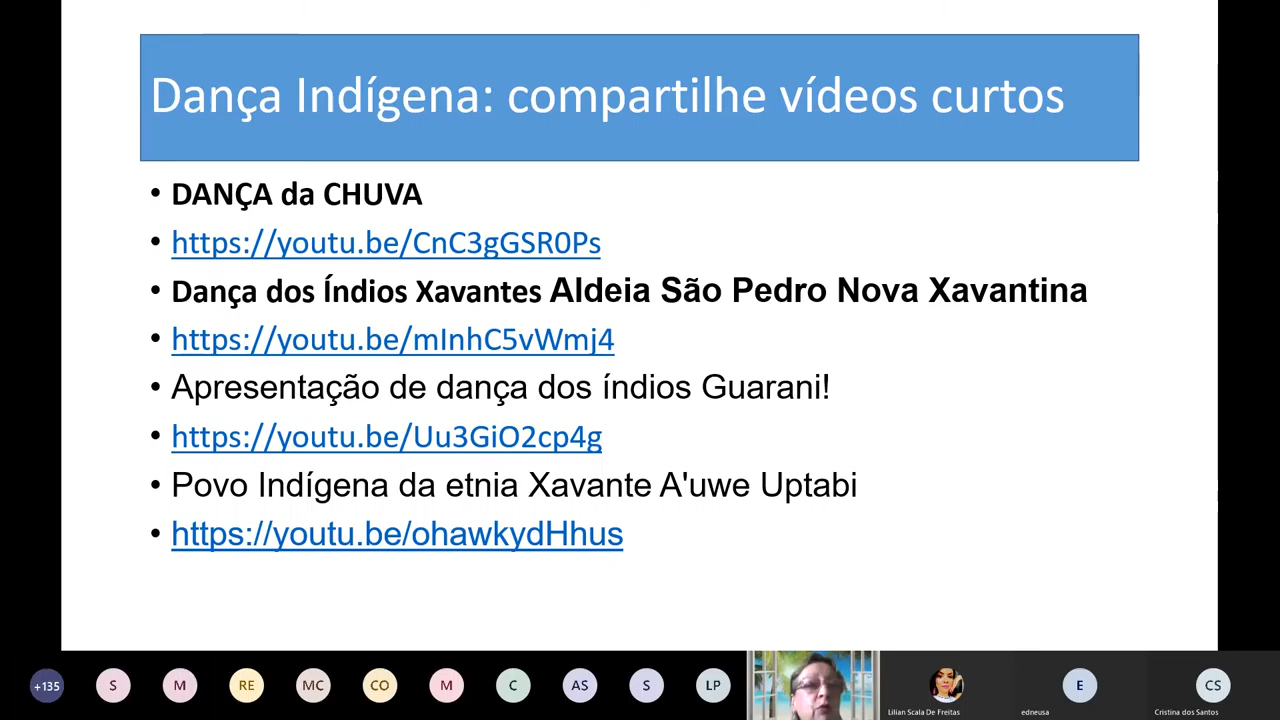 Dança Indígena: compartilhe vídeos curtos
• DANÇA da CHUVA
• https://youtu.be/CnC3gGSR0Ps
• Dança dos Índios Xavantes Aldeia São Pedro Nova Xavantina
• https://youtu.be/mInhC5vWmj4
• Apresentação de dança dos índios Guarani!
• https://youtu.be/Uu3GiO2cp4g
• Povo Indígena da etnia Xavante A'uwe Uptabi
• https://youtu.be/ohawkydHhus
+135 S M RE MC CO M C AS S LP E CS
Lilian Scala De Freitas edneusa Cristina dos Santos